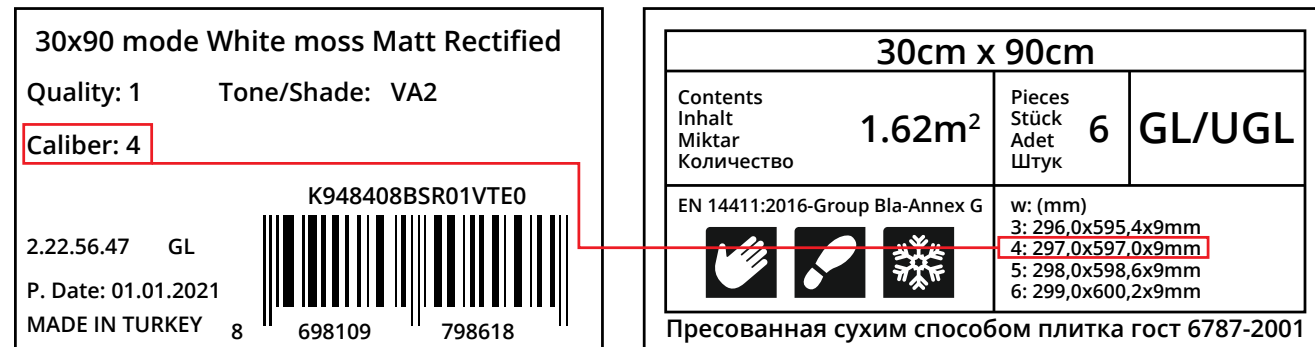 30x90 mode White moss Matt Rectified
Quality: 1 Tone/Shade: VA2
Caliber: 4
K948408BSR01VTE0
2.22.56.47 GL
P. Date: 01.01.2021
MADE IN TURKEY
8 698109 798618
30cm x 90cm
Contents
Inhalt
Miktar
Количество
1.62m²
Pieces
Stück
Adet
Штук
6
GL/UGL
EN 14411:2016-Group Bla-Annex G
w: (mm)
3: 296,0x595,4x9mm
4: 297,0x597,0x9mm
5: 298,0x598,6x9mm
6: 299,0x600,2x9mm
Пресованная сухим способом плитка гост 6787-2001